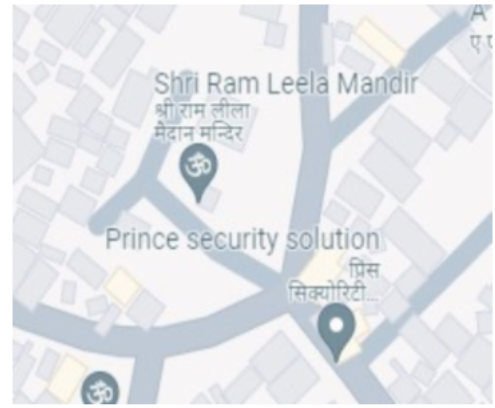 Shri Ram Leela Mandir
श्री राम लीला
मैदान मन्दिर
Prince security solution
प्रिंस
सिक्योरिटी...